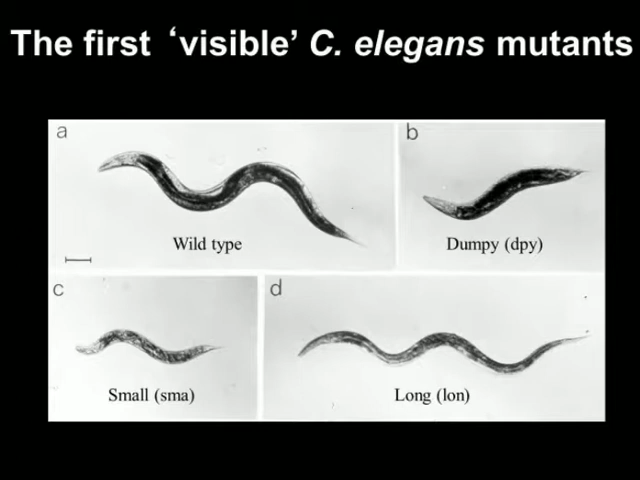 The first ‘visible’ C. elegans mutants
a
b
Wild type
Dumpy (dpy)
c
d
Small (sma)
Long (lon)